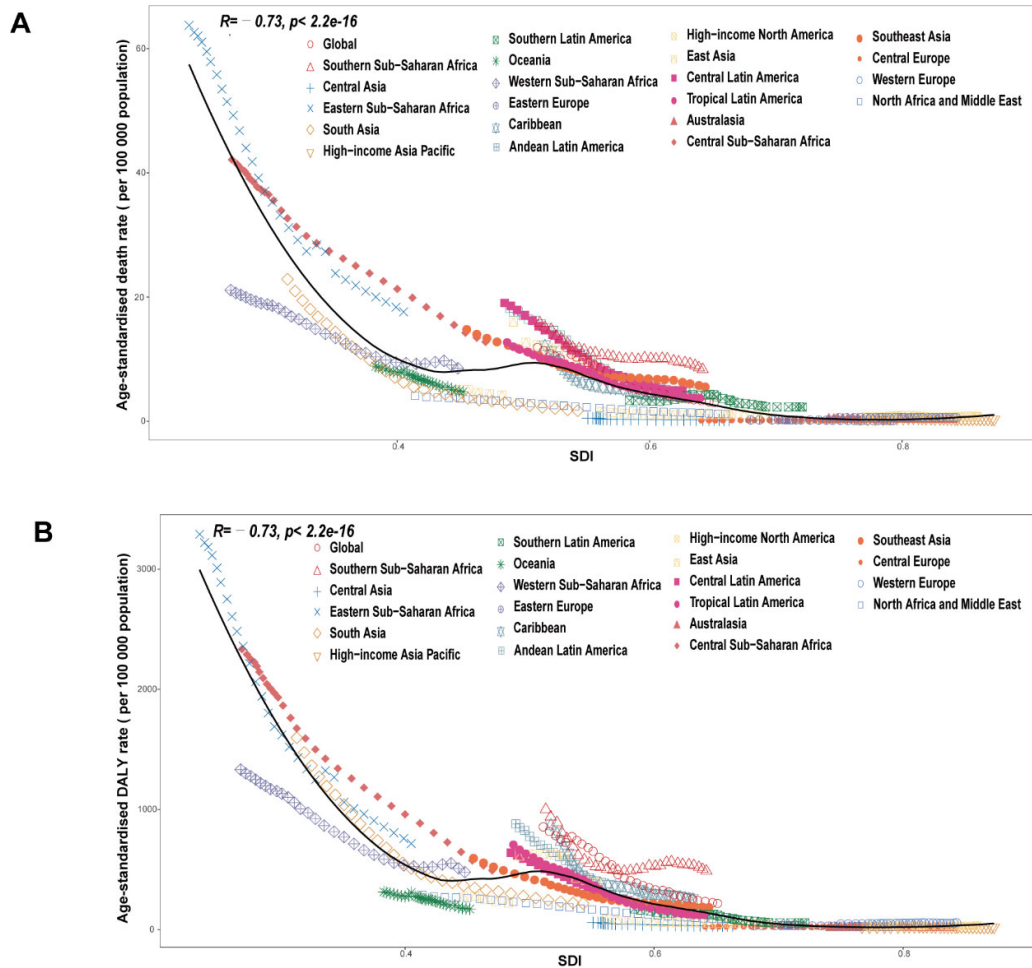 A
R= − 0.73, p< 2.2e-16
Global
Southern Sub-Saharan Africa
Central Asia
Eastern Sub-Saharan Africa
South Asia
High-income Asia Pacific
Southern Latin America
Oceania
Western Sub-Saharan Africa
Eastern Europe
Caribbean
Andean Latin America
High-income North America
East Asia
Central Latin America
Tropical Latin America
Australasia
Central Sub-Saharan Africa
Southeast Asia
Central Europe
Western Europe
North Africa and Middle East
Age-standardised death rate ( per 100 000 population)
60
40
20
0
0.4
0.6
0.8
SDI
B
R= − 0.73, p< 2.2e-16
Global
Southern Sub-Saharan Africa
Central Asia
Eastern Sub-Saharan Africa
South Asia
High-income Asia Pacific
Southern Latin America
Oceania
Western Sub-Saharan Africa
Eastern Europe
Caribbean
Andean Latin America
High-income North America
East Asia
Central Latin America
Tropical Latin America
Australasia
Central Sub-Saharan Africa
Southeast Asia
Central Europe
Western Europe
North Africa and Middle East
Age-standardised DALY rate ( per 100 000 population)
3000
2000
1000
0
0.4
0.6
0.8
SDI